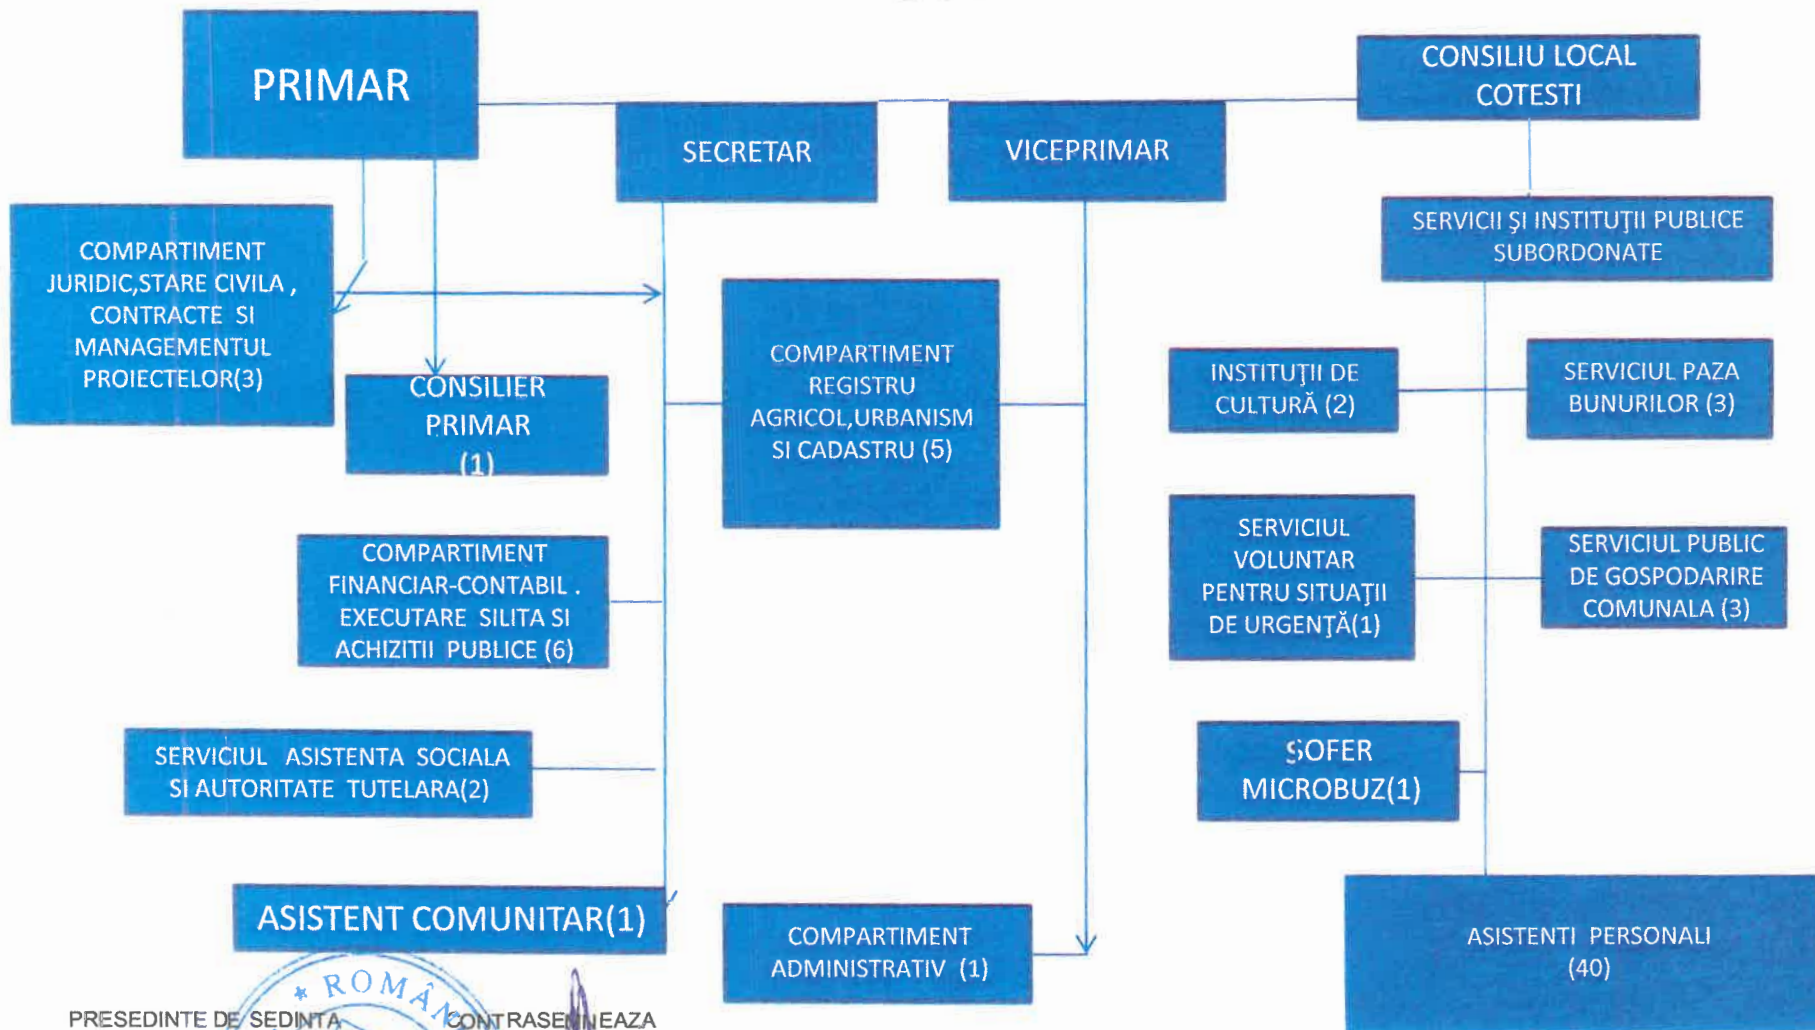 PRIMAR
CONSILIU LOCAL
COTESTI
SECRETAR
VICEPRIMAR
COMPARTIMENT
JURIDIC,STARE CIVILA ,
CONTRACTE SI
MANAGEMENTUL
PROIECTELOR(3)
SERVICII ŞI INSTITUŢII PUBLICE
SUBORDONATE
CONSILIER
PRIMAR
(1)
COMPARTIMENT
REGISTRU
AGRICOL,URBANISM
SI CADASTRU (5)
INSTITUŢII DE
CULTURĂ (2)
SERVICIUL PAZA
BUNURILOR (3)
COMPARTIMENT
FINANCIAR-CONTABIL .
EXECUTARE SILITA SI
ACHIZITII PUBLICE (6)
SERVICIUL
VOLUNTAR
PENTRU SITUAŢII
DE URGENŢĂ(1)
SERVICIUL PUBLIC
DE GOSPODARIRE
COMUNALA (3)
SERVICIUL ASISTENTA SOCIALA
SI AUTORITATE TUTELARA(2)
ŞOFER
MICROBUZ(1)
ASISTENT COMUNITAR(1)
COMPARTIMENT
ADMINISTRATIV (1)
ASISTENTI PERSONALI
(40)
* ROMÂN
PRESEDINTE DE SEDINTA
CONTRASEMNEAZA